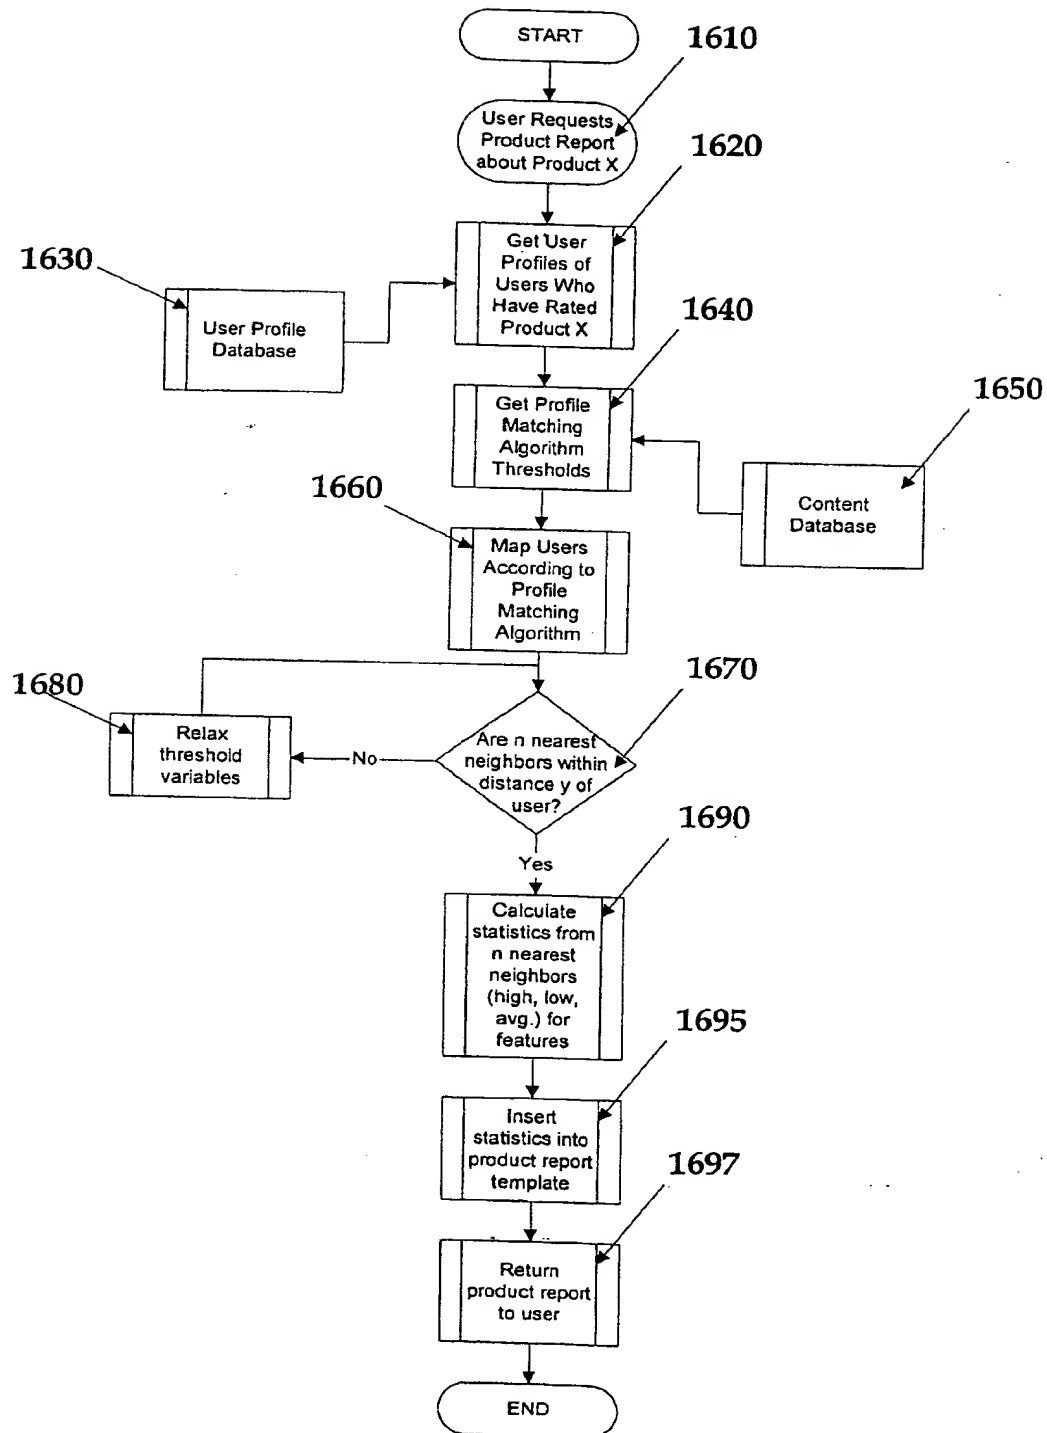 START
1610
User Requests
Product Report
about Product X
1620
Get User
Profiles of
Users Who
Have Rated
Product X
1630
User Profile
Database
1640
Get Profile
Matching
Algorithm
Thresholds
1650
Content
Database
1660
Map Users
According to
Profile
Matching
Algorithm
1670
Are n nearest
neighbors within
distance y of
user?
No
1680
Relax
threshold
variables
Yes
1690
Calculate
statistics from
n nearest
neighbors
(high, low,
avg.) for
features
1695
Insert
statistics into
product report
template
1697
Return
product report
to user
END